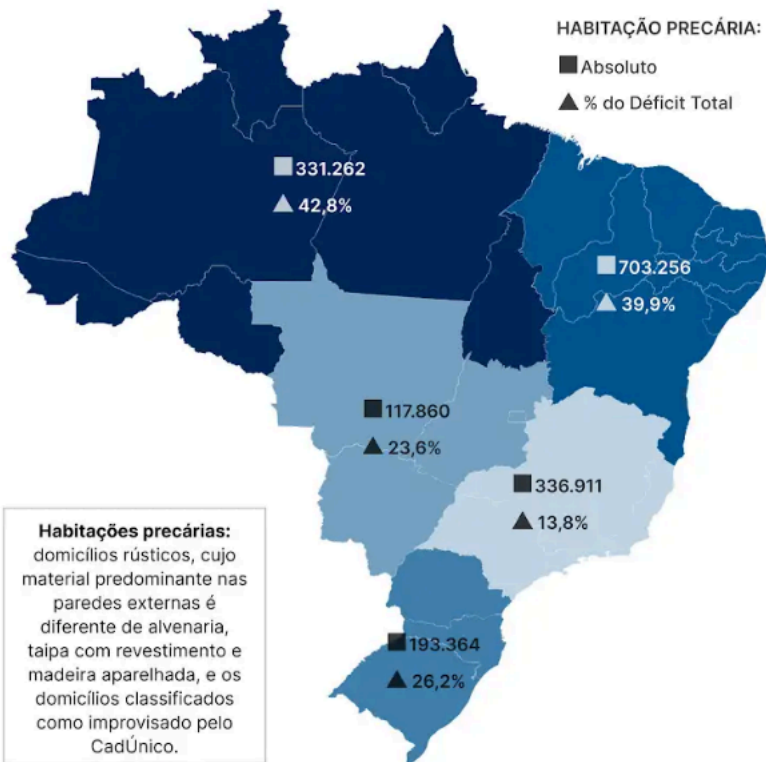 HABITAÇÃO PRECÁRIA:
Absoluto
% do Déficit Total
331.262
42,8%
703.256
39,9%
117.860
23,6%
336.911
13,8%
193.364
26,2%
Habitações precárias:
domicílios rústicos, cujo
material predominante nas
paredes externas é
diferente de alvenaria,
taipa com revestimento e
madeira aparelhada, e os
domicílios classificados
como improvisado pelo
CadÚnico.